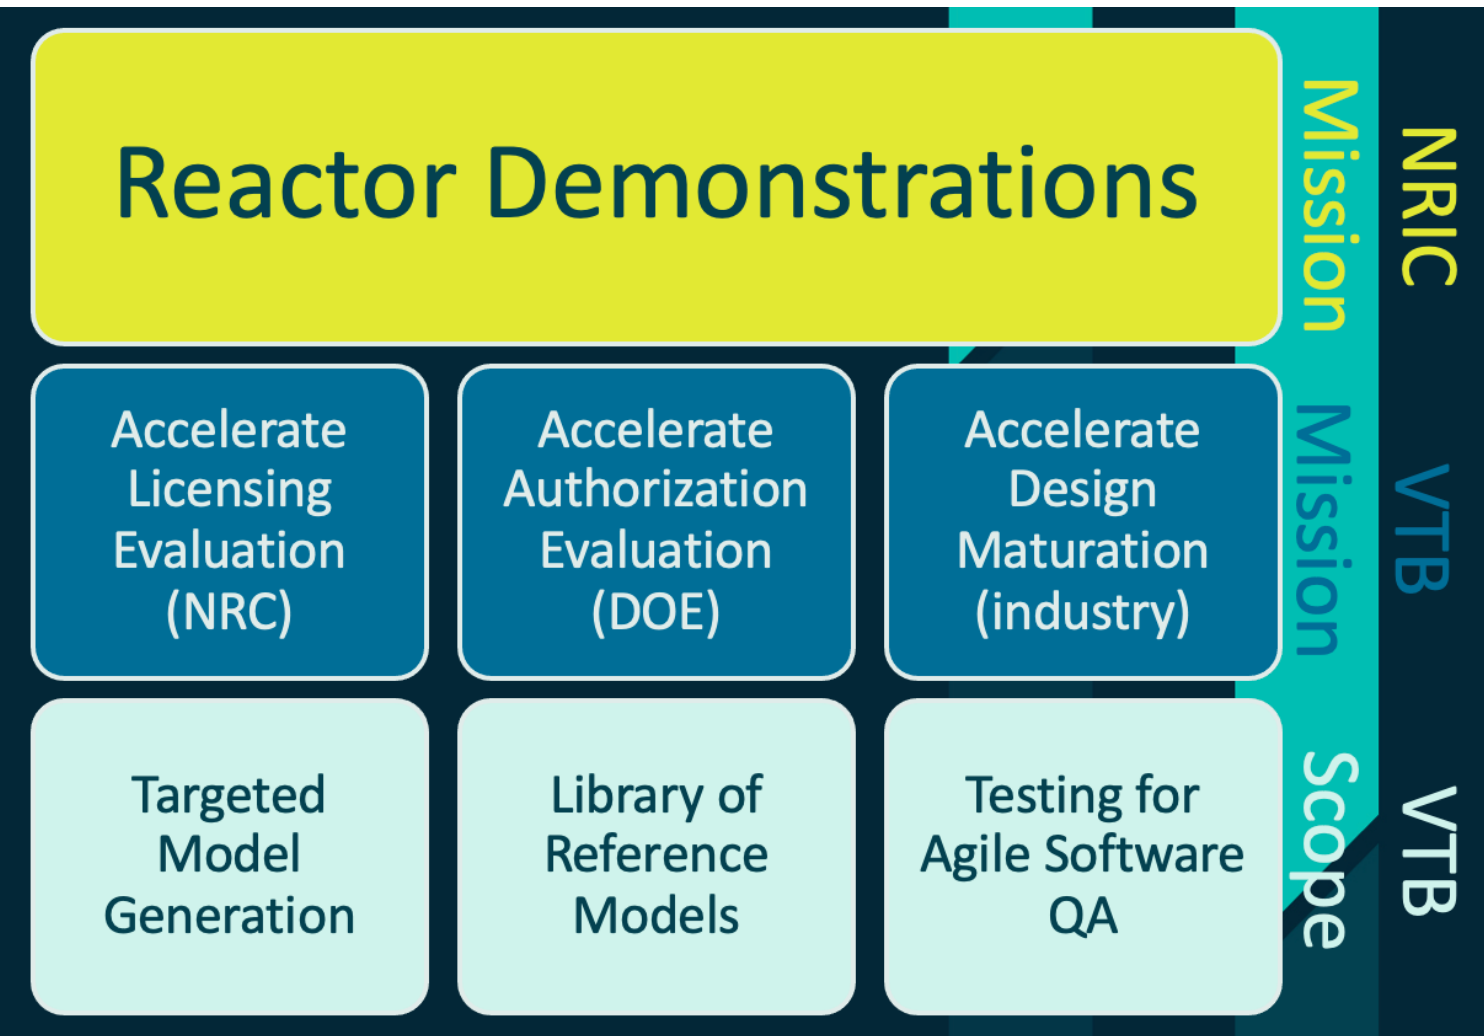 Reactor Demonstrations
NRIC
Mission
Accelerate
Licensing
Evaluation
(NRC)
Accelerate
Authorization
Evaluation
(DOE)
Accelerate
Design
Maturation
(industry)
VTB
Mission
Targeted
Model
Generation
Library of
Reference
Models
Testing for
Agile Software
QA
VTB
Scope